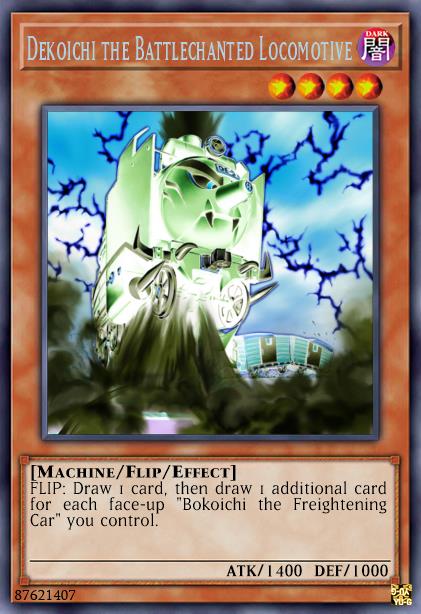 DEKOICHI THE BATTLECHANTED LOCOMOTIVE
DARK
闇
[MACHINE/FLIP/EFFECT]
FLIP: Draw 1 card, then draw 1 additional card
for each face-up "Bokoichi the Freightening
Car" you control.
ATK/1400 DEF/1000
87621407